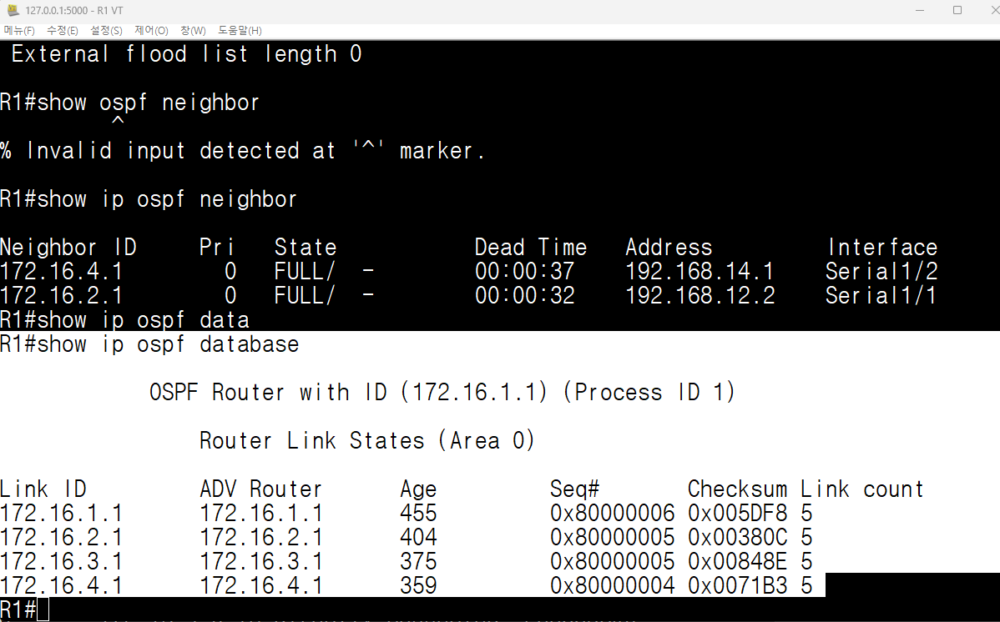 127.0.0.1:5000 - R1 VT
메뉴(F) 수정(E) 설정(S) 제어(O) 창(W) 도움말(H)
External flood list length 0
R1#show ospf neighbor
^
% Invalid input detected at '^' marker.
R1#show ip ospf neighbor
Neighbor ID Pri State Dead Time Address Interface
172.16.4.1 0 FULL/ - 00:00:37 192.168.14.1 Serial1/2
172.16.2.1 0 FULL/ - 00:00:32 192.168.12.2 Serial1/1
R1#show ip ospf data
R1#show ip ospf database
OSPF Router with ID (172.16.1.1) (Process ID 1)
Router Link States (Area 0)
Link ID ADV Router Age Seq# Checksum Link count
172.16.1.1 172.16.1.1 455 0x80000006 0x005DF8 5
172.16.2.1 172.16.2.1 404 0x80000005 0x00380C 5
172.16.3.1 172.16.3.1 375 0x80000005 0x00848E 5
172.16.4.1 172.16.4.1 359 0x80000004 0x0071B3 5
R1#